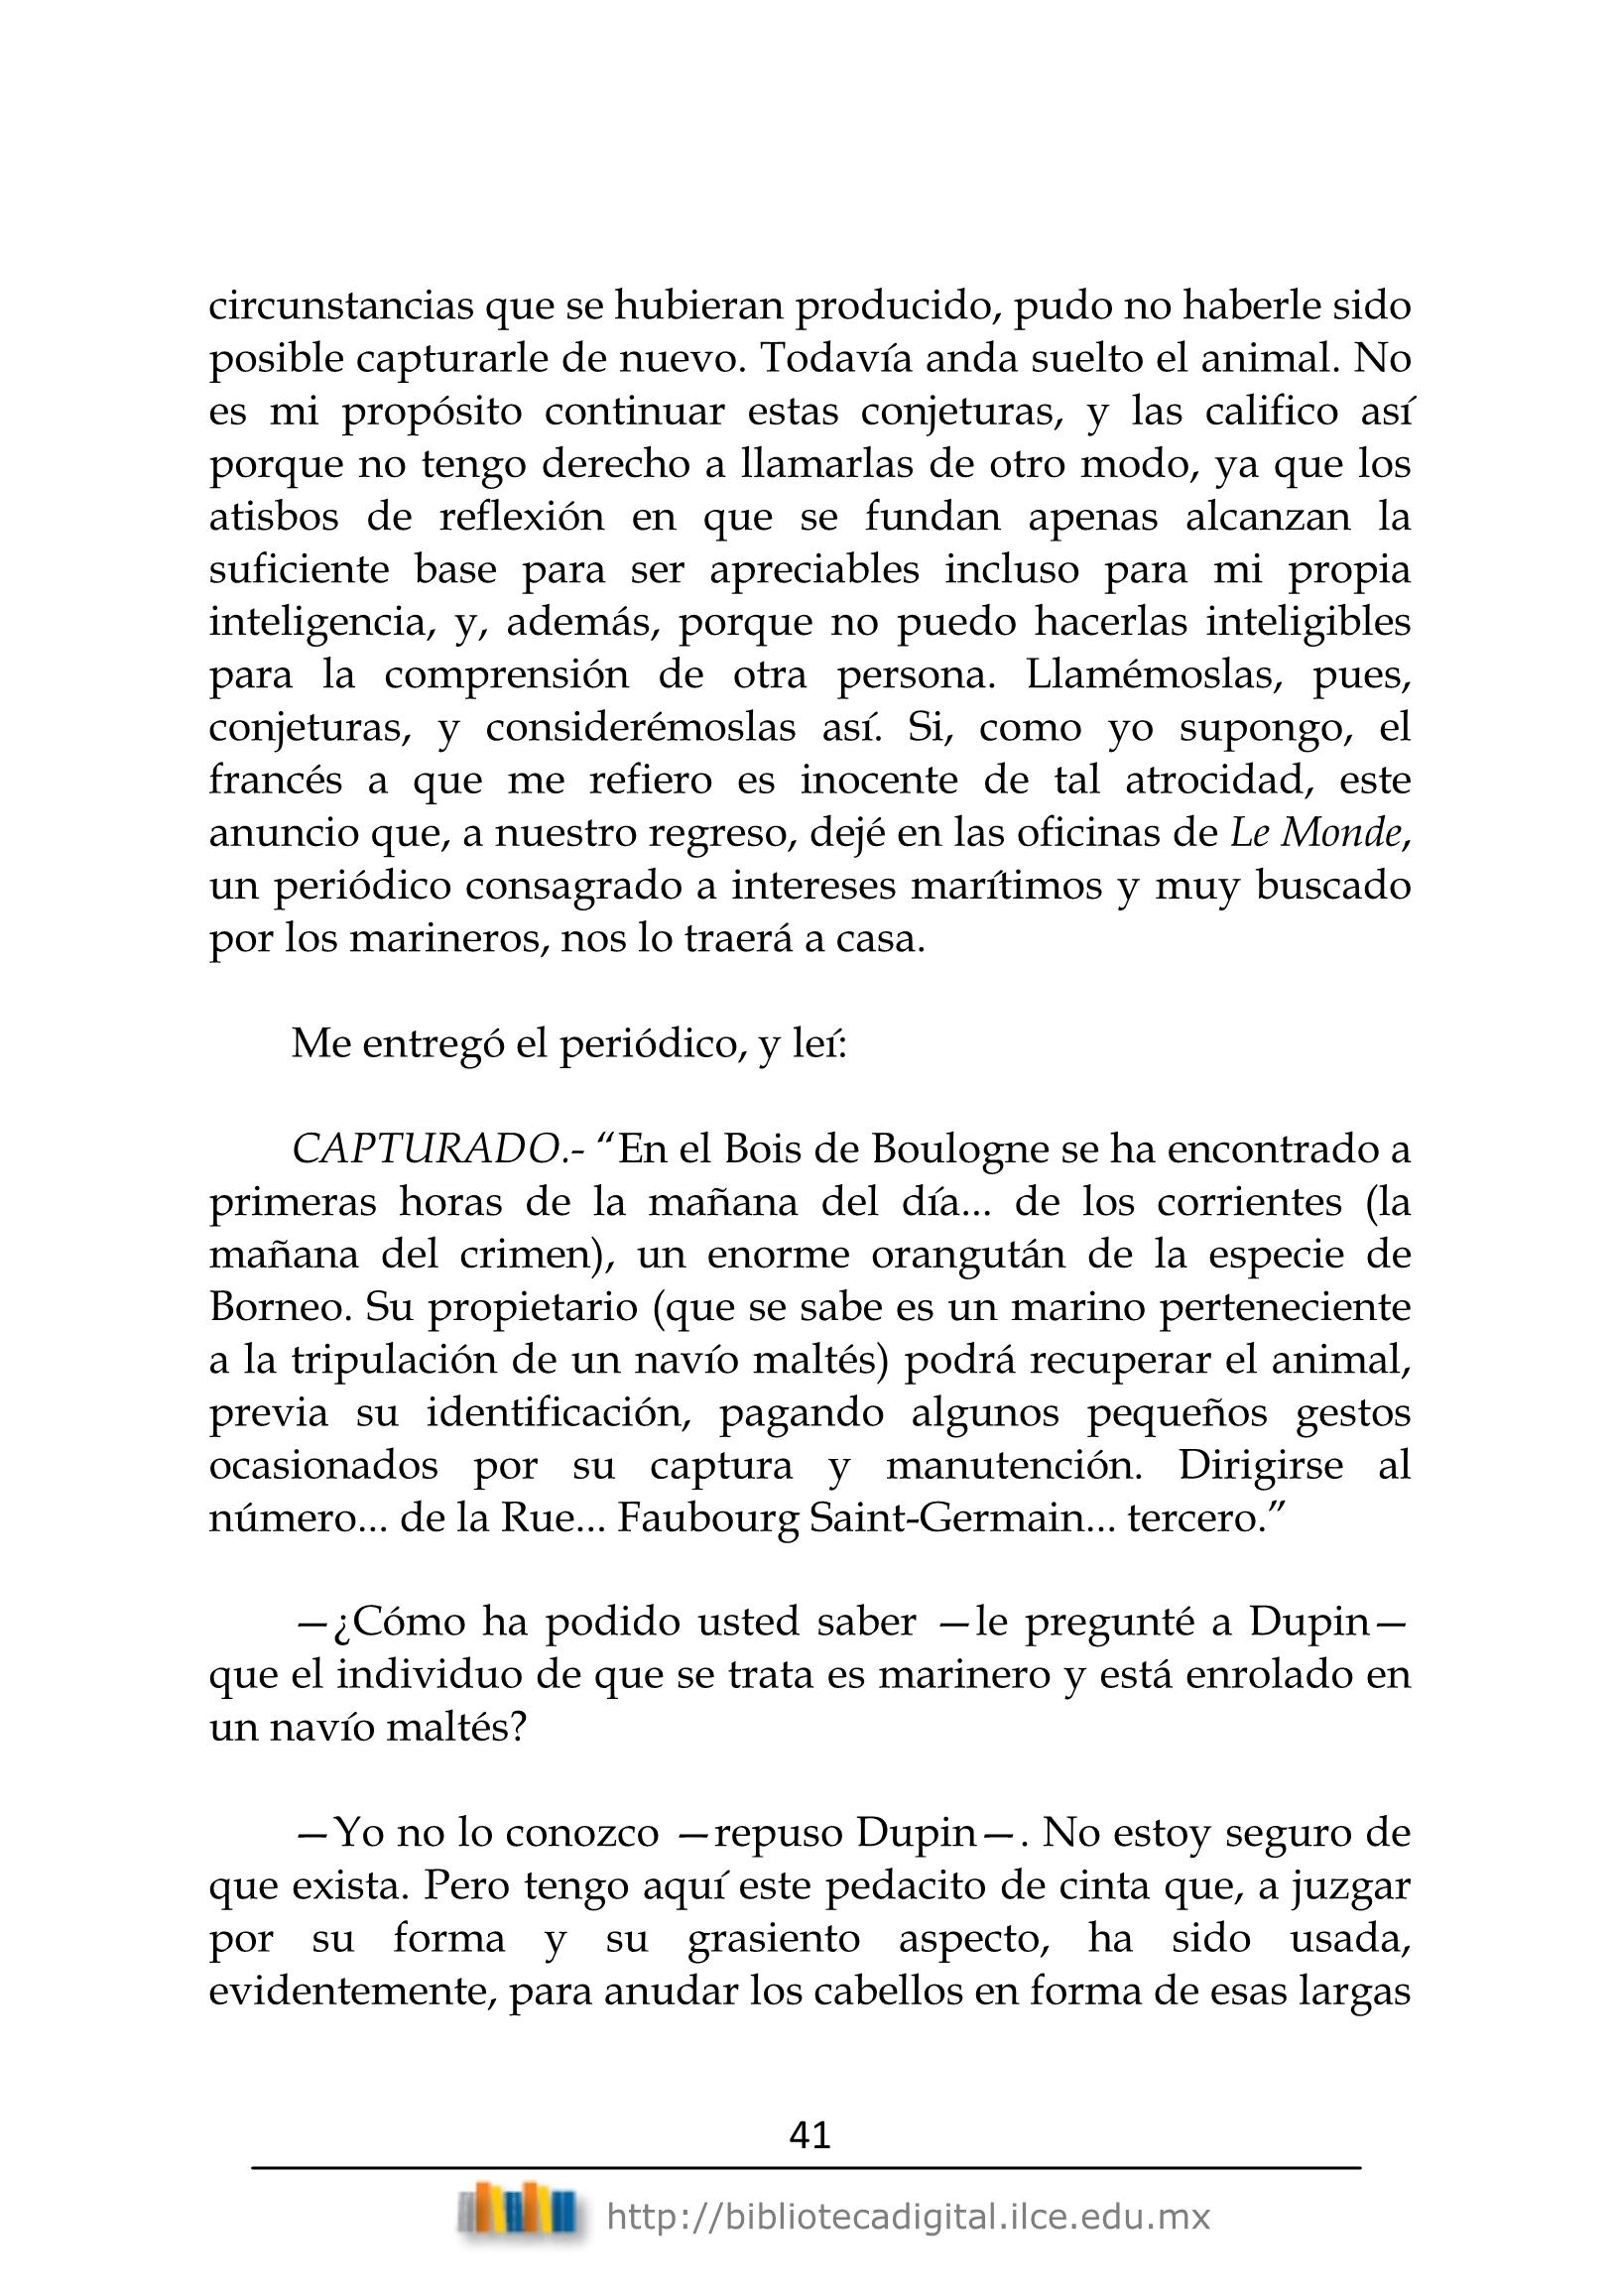 circunstancias que se hubieran producido, pudo no haberle sido
posible capturarle de nuevo. Todavía anda suelto el animal. No
es mi propósito continuar estas conjeturas, y las califico así
porque no tengo derecho a llamarlas de otro modo, ya que los
atisbos de reflexión en que se fundan apenas alcanzan la
suficiente base para ser apreciables incluso para mi propia
inteligencia, y, además, porque no puedo hacerlas inteligibles
para la comprensión de otra persona. Llamémoslas, pues,
conjeturas, y considerémoslas así. Si, como yo supongo, el
francés a que me refiero es inocente de tal atrocidad, este
anuncio que, a nuestro regreso, dejé en las oficinas de Le Monde,
un periódico consagrado a intereses marítimos y muy buscado
por los marineros, nos lo traerá a casa.
Me entregó el periódico, y leí:
CAPTURADO.- “En el Bois de Boulogne se ha encontrado a
primeras horas de la mañana del día... de los corrientes (la
mañana del crimen), un enorme orangután de la especie de
Borneo. Su propietario (que se sabe es un marino perteneciente
a la tripulación de un navío maltés) podrá recuperar el animal,
previa su identificación, pagando algunos pequeños gestos
ocasionados por su captura y manutención. Dirigirse al
número... de la Rue... Faubourg Saint-Germain... tercero.”
—¿Cómo ha podido usted saber —le pregunté a Dupin—
que el individuo de que se trata es marinero y está enrolado en
un navío maltés?
—Yo no lo conozco —repuso Dupin—. No estoy seguro de
que exista. Pero tengo aquí este pedacito de cinta que, a juzgar
por su forma y su grasiento aspecto, ha sido usada,
evidentemente, para anudar los cabellos en forma de esas largas
41
http://bibliotecadigital.ilce.edu.mx